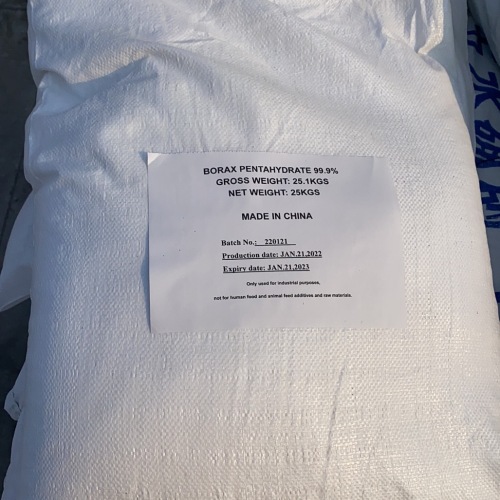 BORAX PENTAHYDRATE 99.9%
GROSS WEIGHT: 25.1KGS
NET WEIGHT: 25KGS
MADE IN CHINA
Batch No.: 220121
Production date: JAN.21,2022
Expiry date: JAN.21,2023
Only used for industrial purposes,
not for human feed and animal feed additives and raw materials.